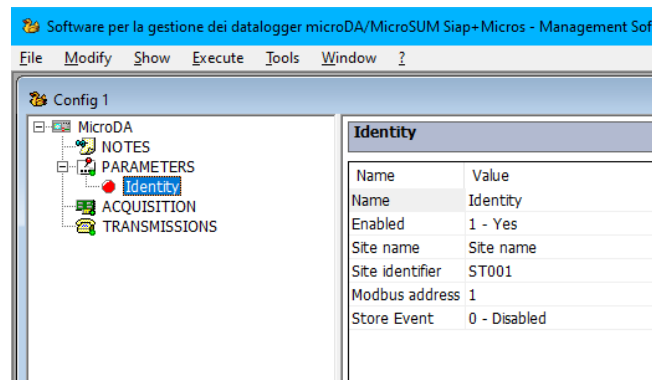 Software per la gestione dei datalogger microDA/MicroSUM Siap+Micros - Management Sof
File Modify Show Execute Tools Window ?
Config 1
MicroDA
NOTES
PARAMETERS
Identity
ACQUISITION
TRANSMISSIONS
Identity
Name Value
Name Identity
Enabled 1 - Yes
Site name Site name
Site identifier ST001
Modbus address 1
Store Event 0 - Disabled